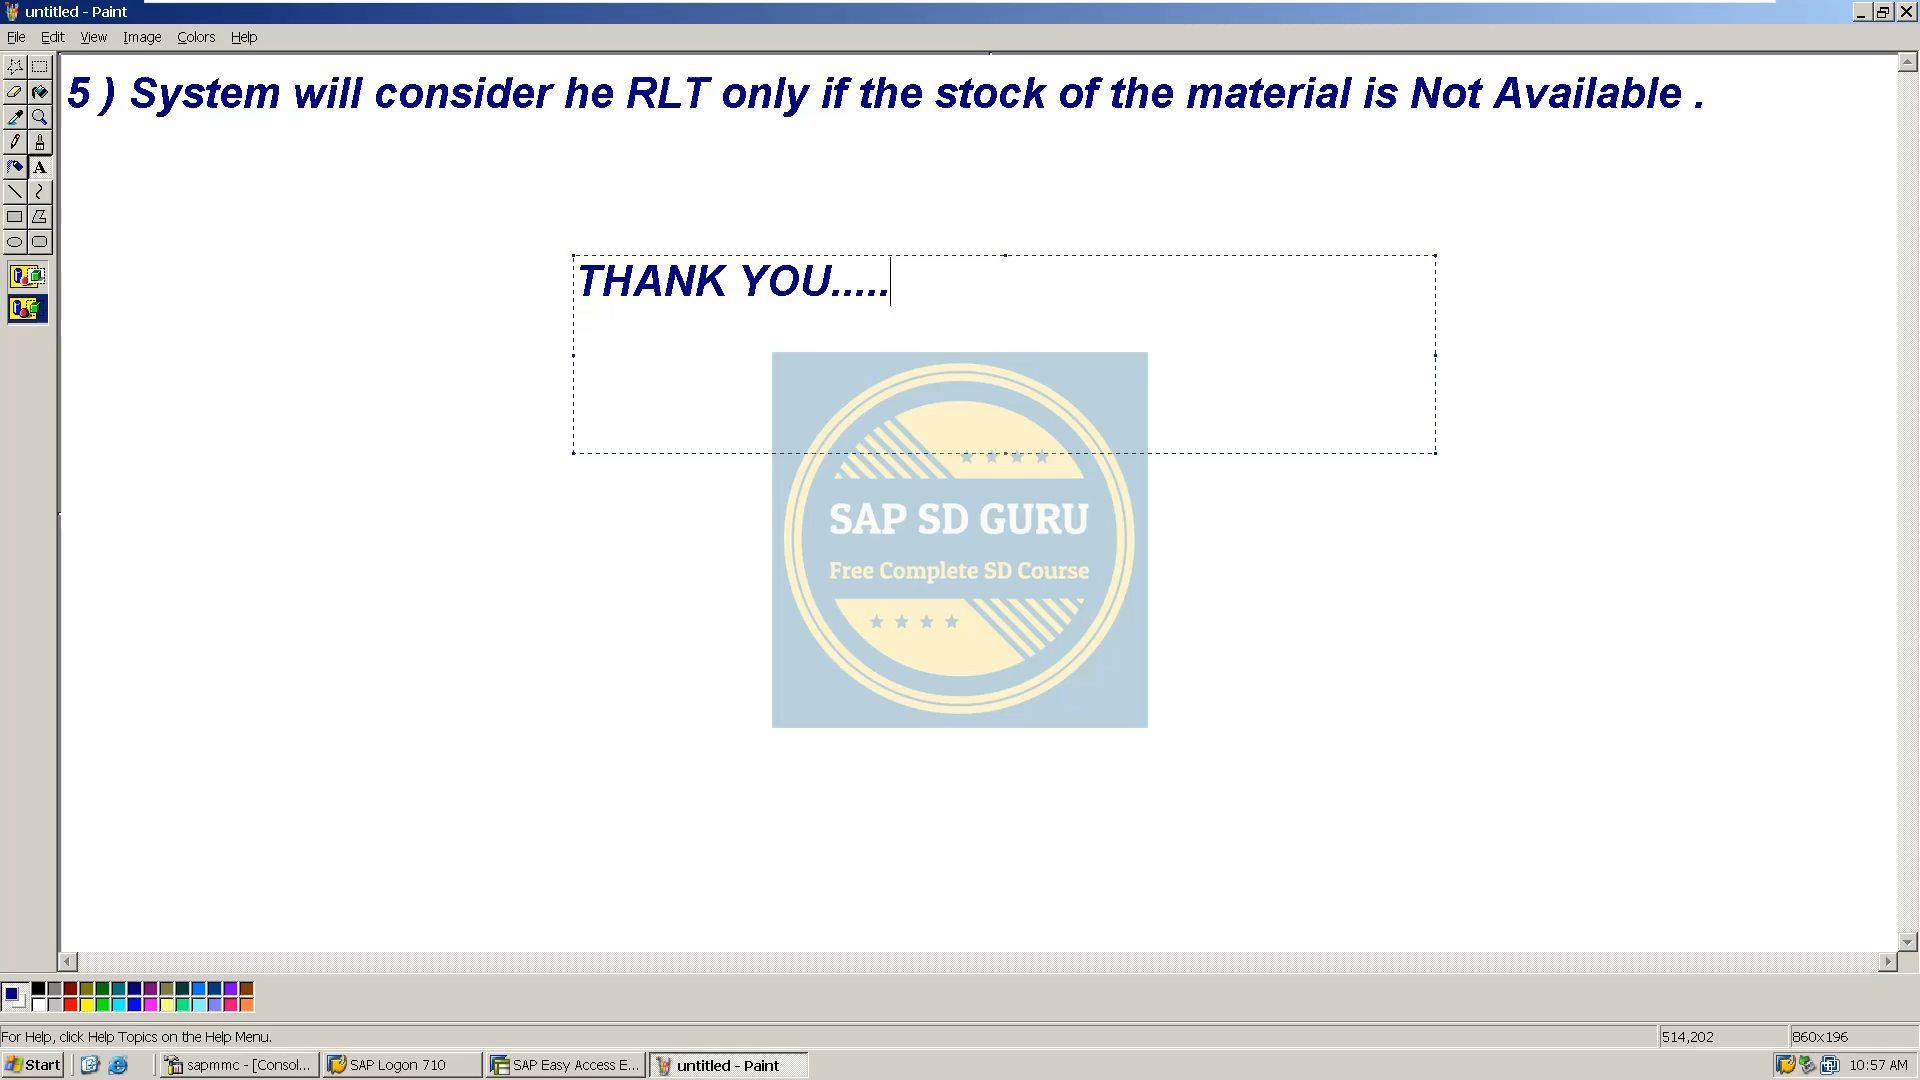 untitled - Paint
File Edit View Image Colors Help
5 ) System will consider he RLT only if the stock of the material is Not Available .
THANK YOU.....
SAP SD GURU
Free Complete SD Course
A
For Help, click Help Topics on the Help Menu.
514,202
860x196
Start
sapmmc - [Consol...
SAP Logon 710
SAP Easy Access E...
untitled - Paint
10:57 AM